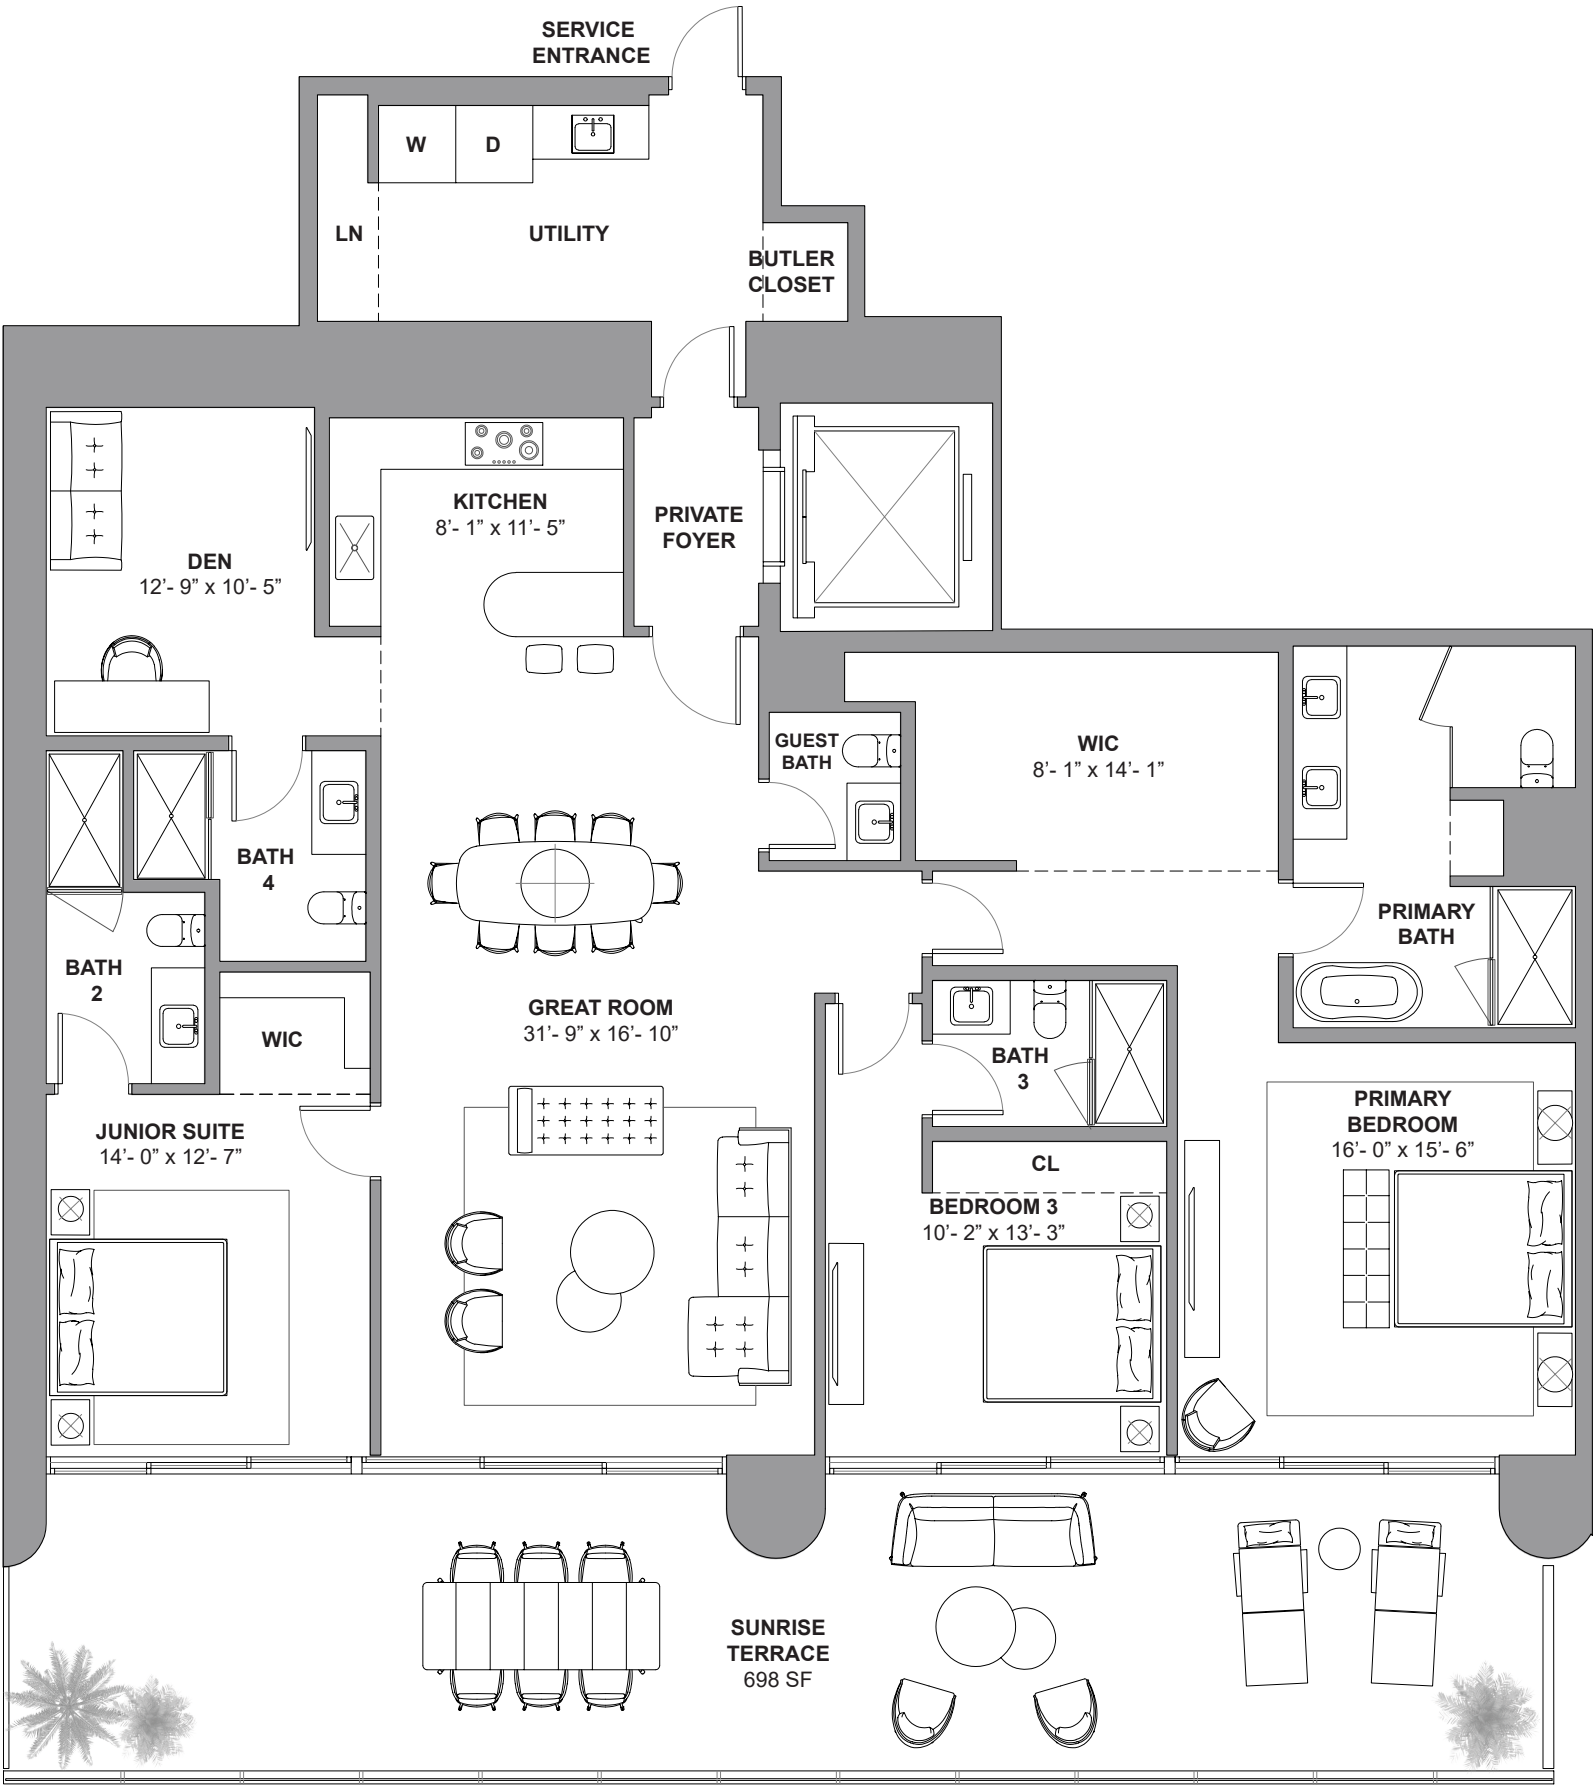 SERVICE
ENTRANCE
W
D
LN
UTILITY
BUTLER
CLOSET
KITCHEN
8’- 1” x 11’- 5”
PRIVATE
FOYER
DEN
12’- 9” x 10’- 5”
GUEST
BATH
WIC
8’- 1” x 14’- 1”
BATH
4
PRIMARY
BATH
BATH
2
GREAT ROOM
31’- 9” x 16’- 10”
WIC
BATH
3
PRIMARY
BEDROOM
16’- 0” x 15’- 6”
JUNIOR SUITE
14’- 0” x 12’- 7”
CL
BEDROOM 3
10’- 2” x 13’- 3”
SUNRISE
TERRACE
698 SF